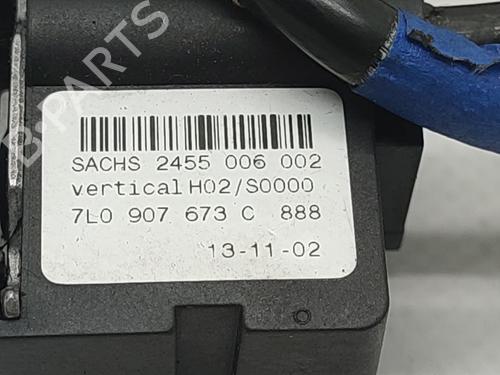 B-PARTS
SACHS 2455 006 002
vertical H02/S0000
7L0 907 673 C 888
13-11-02